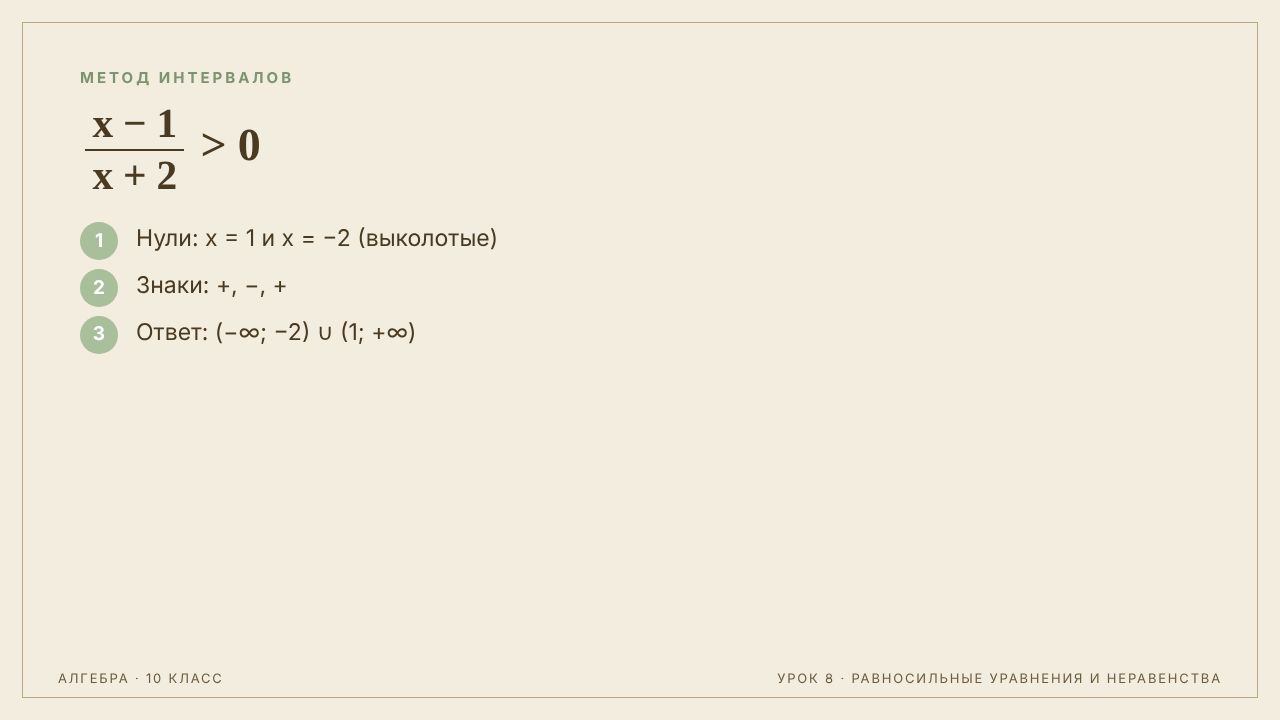 МЕТОД ИНТЕРВАЛОВ
x − 1
x + 2
> 0
1 Нули: x = 1 и x = −2 (выколотые)
2 Знаки: +, −, +
3 Ответ: (−∞; −2) ∪ (1; +∞)
АЛГЕБРА · 10 КЛАСС
УРОК 8 · РАВНОСИЛЬНЫЕ УРАВНЕНИЯ И НЕРАВЕНСТВА